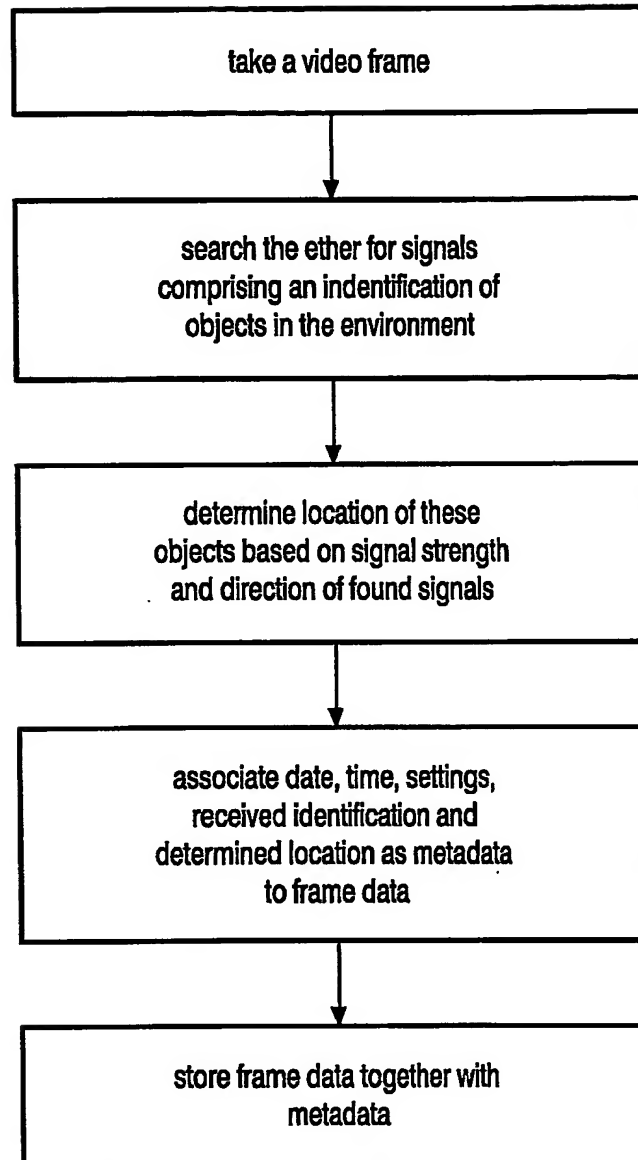 take a video frame
search the ether for signals
comprising an indentification of
objects in the environment
determine location of these
objects based on signal strength
and direction of found signals
associate date, time, settings,
received identification and
determined location as metadata
to frame data
store frame data together with
metadata